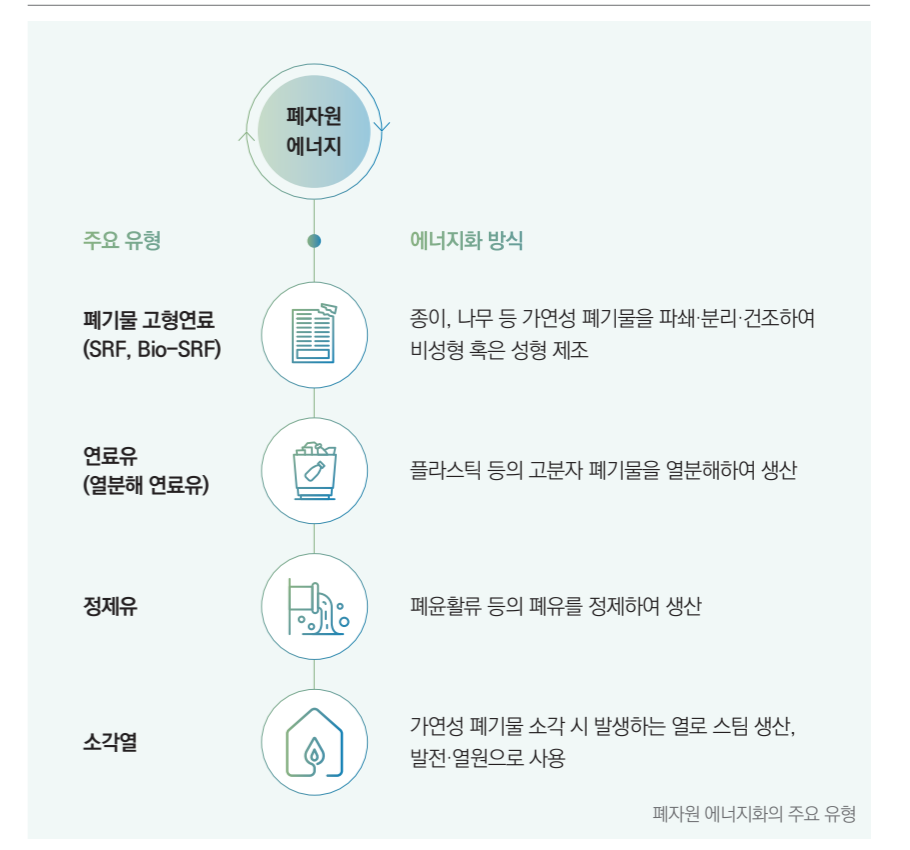 폐자원
에너지
주요 유형
에너지화 방식
폐기물 고형연료
(SRF, Bio-SRF)
종이, 나무 등 가연성 폐기물을 파쇄·분리·건조하여
비성형 혹은 성형 제조
연료유
(열분해 연료유)
플라스틱 등의 고분자 폐기물을 열분해하여 생산
정제유
폐윤활류 등의 폐유를 정제하여 생산
소각열
가연성 폐기물 소각 시 발생하는 열로 스팀 생산,
발전·열원으로 사용
폐자원 에너지화의 주요 유형